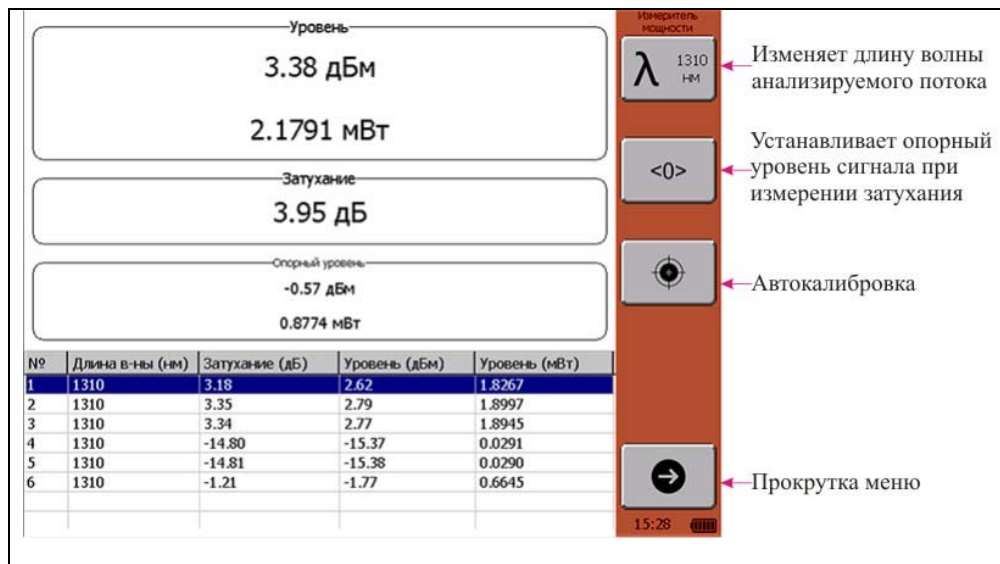 Уровень
3.38 дБм
2.1791 мВт
Затухание
3.95 дБ
Опорный уровень
-0.57 дБм
0.8774 мВт
№ Длина в-ны (нм) Затухание (дБ) Уровень (дБм) Уровень (мВт)
1 1310 3.18 2.62 1.8267
2 1310 3.35 2.79 1.8997
3 1310 3.34 2.77 1.8945
4 1310 -14.80 -15.37 0.0291
5 1310 -14.81 -15.38 0.0290
6 1310 -1.21 -1.77 0.6645
Измеритель
мощности
λ 1310
нм
<0>
15:28
Изменяет длину волны
анализируемого потока
Устанавливает опорный
уровень сигнала при
измерении затухания
Автокалибровка
Прокрутка меню